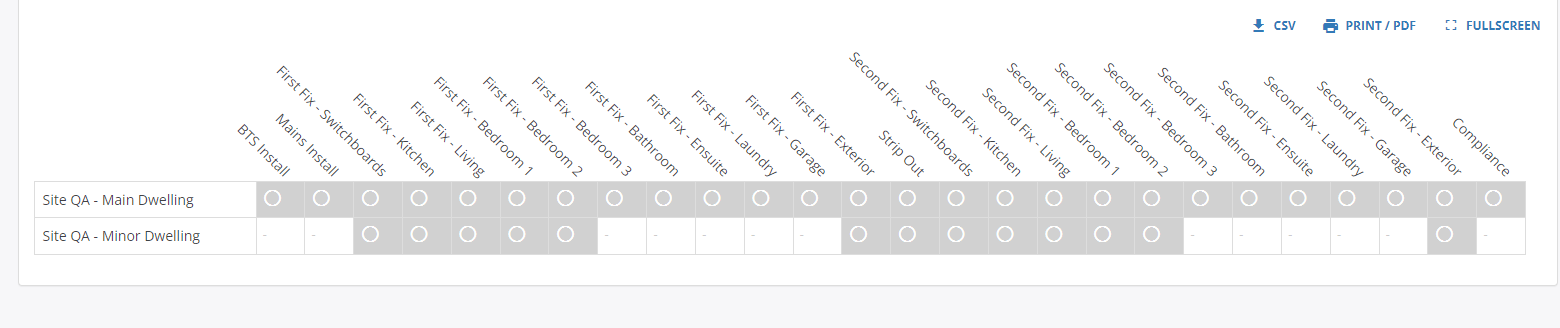 CSV
PRINT / PDF
FULLSCREEN
BTS Install
Mains Install
First Fix - Switchboards
First Fix - Kitchen
First Fix - Living
First Fix - Bedroom 1
First Fix - Bedroom 2
First Fix - Bedroom 3
First Fix - Bathroom
First Fix - Ensuite
First Fix - Laundry
First Fix - Garage
First Fix - Exterior
Strip Out
Second Fix - Switchboards
Second Fix - Kitchen
Second Fix - Living
Second Fix - Bedroom 1
Second Fix - Bedroom 2
Second Fix - Bedroom 3
Second Fix - Bathroom
Second Fix - Ensuite
Second Fix - Laundry
Second Fix - Garage
Second Fix - Exterior
Compliance
Site QA - Main Dwelling
Site QA - Minor Dwelling - - - - - - - - - - - - -